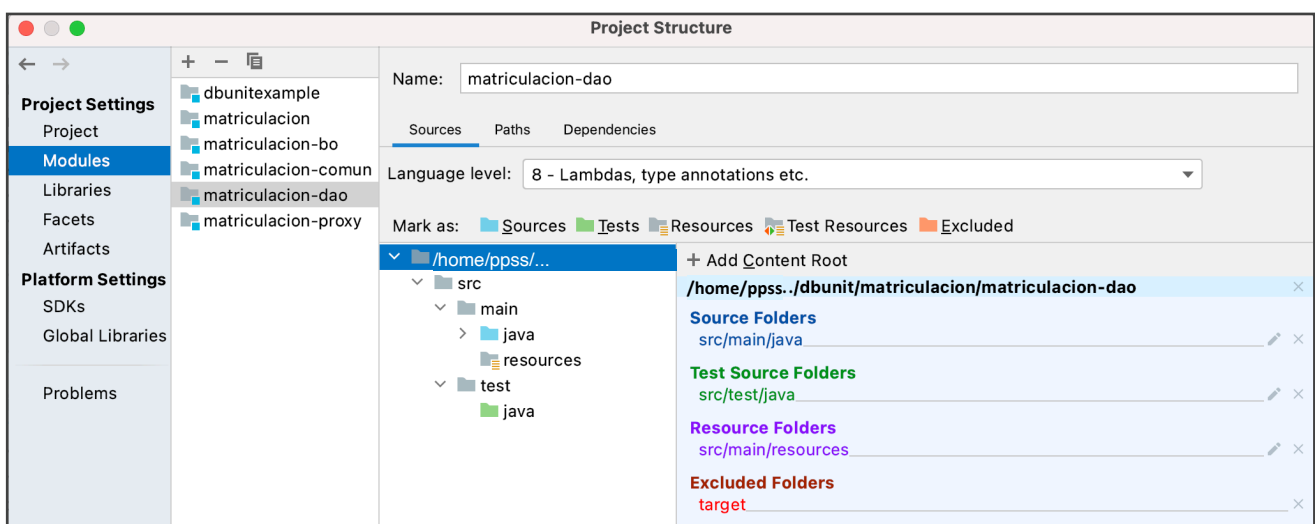 Project Structure
Project Settings
Project
Modules
Libraries
Facets
Artifacts
Platform Settings
SDKs
Global Libraries
Problems
dbunitexample
matriculacion
matriculacion-bo
matriculacion-comun
matriculacion-dao
matriculacion-proxy
Name: matriculacion-dao
Sources Paths Dependencies
Language level: 8 - Lambdas, type annotations etc.
Mark as: Sources Tests Resources Test Resources Excluded
/home/ppss/...
src
main
java
resources
test
java
+ Add Content Root
/home/ppss../dbunit/matriculacion/matriculacion-dao
Source Folders
src/main/java
Test Source Folders
src/test/java
Resource Folders
src/main/resources
Excluded Folders
target